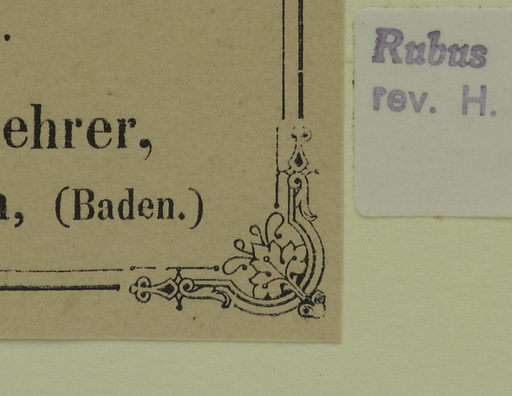 ehrer,
, (Baden.)
Rubus
rev. H.